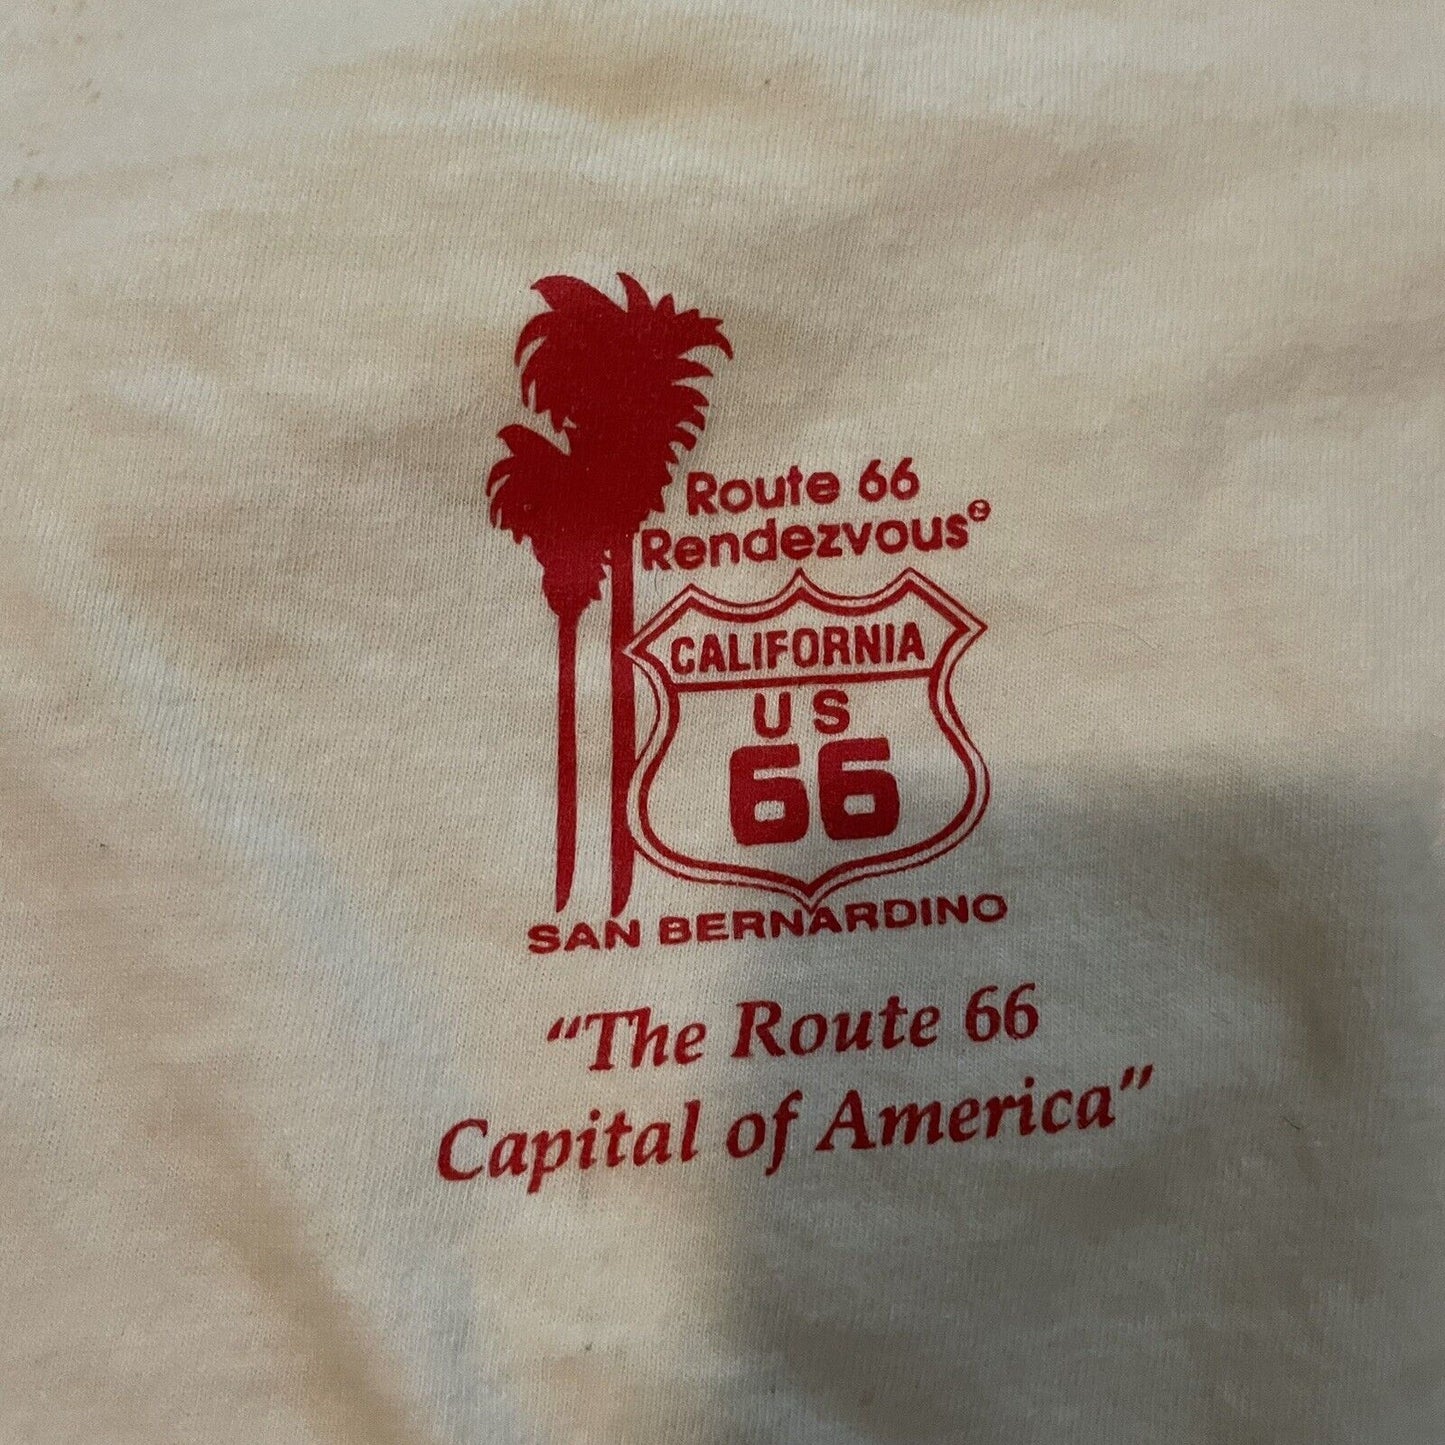 Route 66
Rendezvous®
CALIFORNIA
US
66
SAN BERNARDINO
“The Route 66
Capital of America”